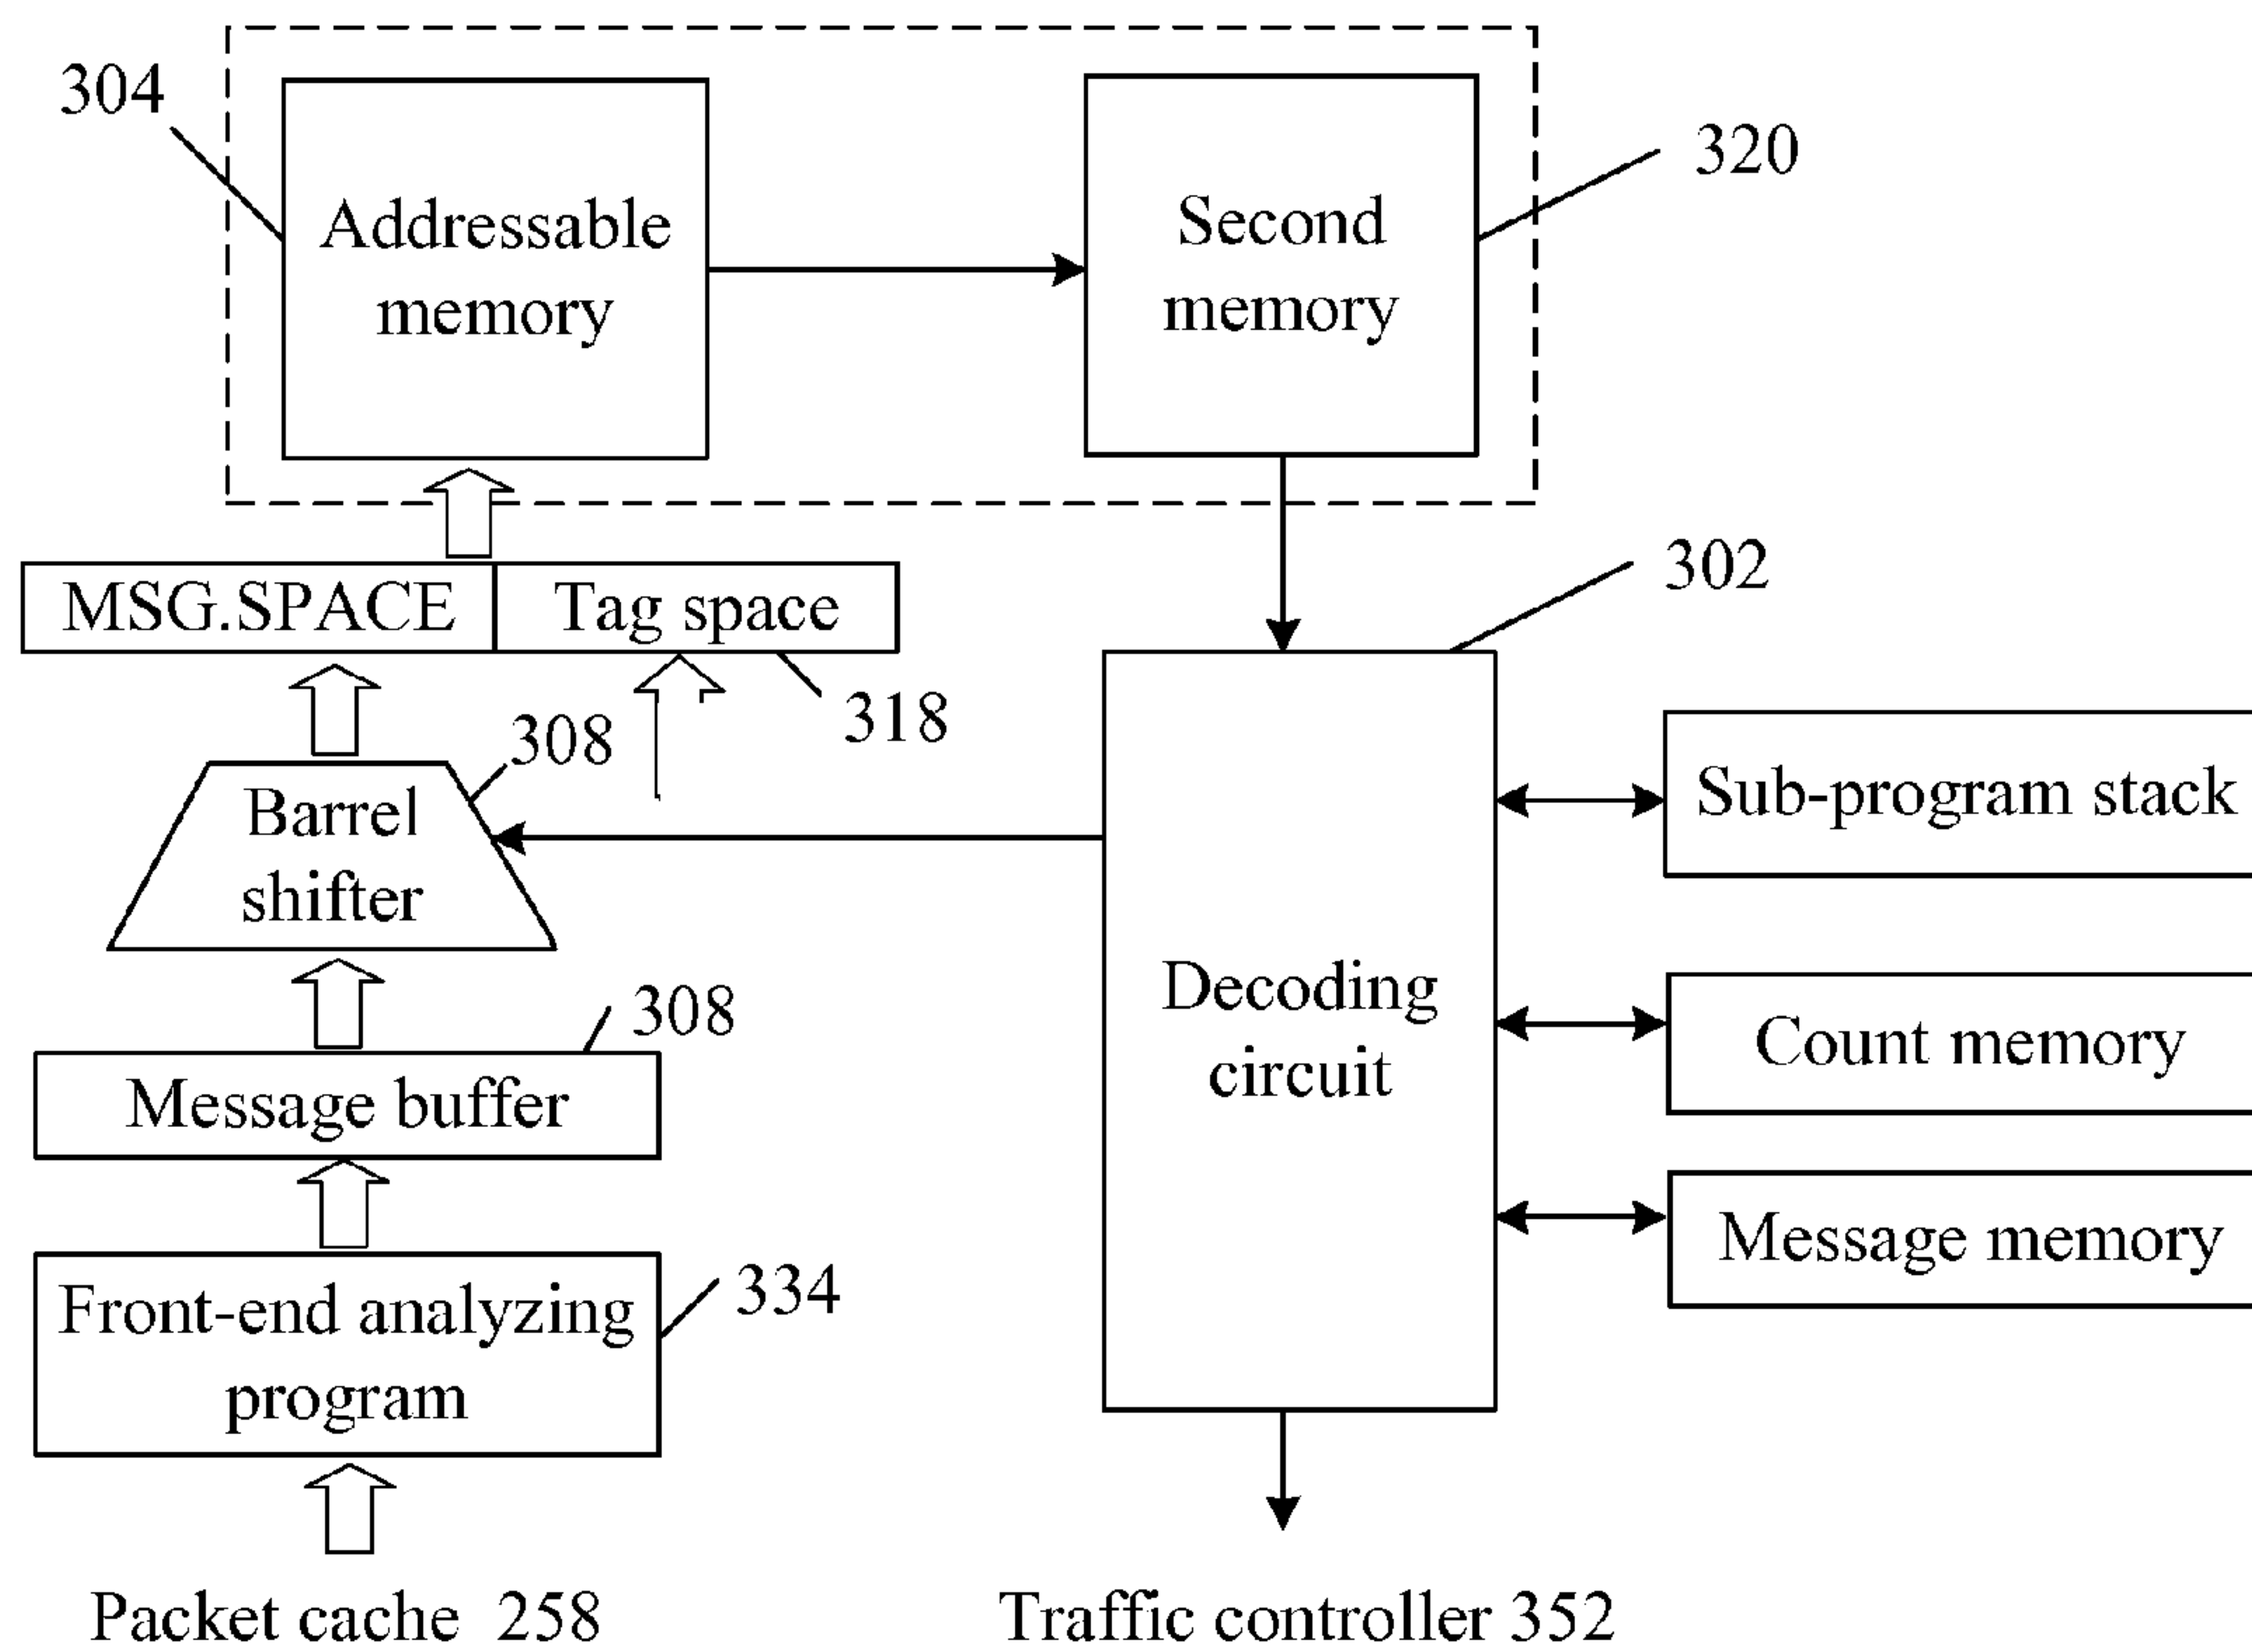 304
Addressable
memory
Second
memory
320
MSG.SPACE
Tag space
302
318
308
Barrel
shifter
Sub-program stack
308
Message buffer
Decoding
circuit
Count memory
Message memory
Front-end analyzing
program
334
Packet cache 258
Traffic controller 352